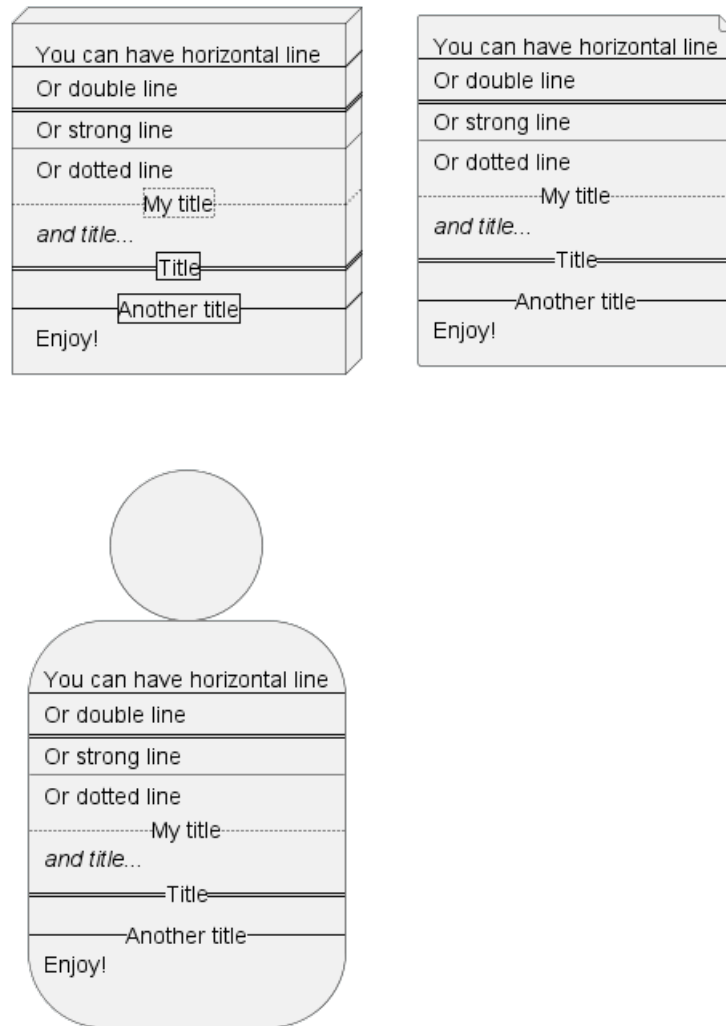 You can have horizontal line
Or double line
Or strong line
Or dotted line
My title
and title...
Title
Another title
Enjoy!
You can have horizontal line
Or double line
Or strong line
Or dotted line
My title
and title...
Title
Another title
Enjoy!
You can have horizontal line
Or double line
Or strong line
Or dotted line
My title
and title...
Title
Another title
Enjoy!